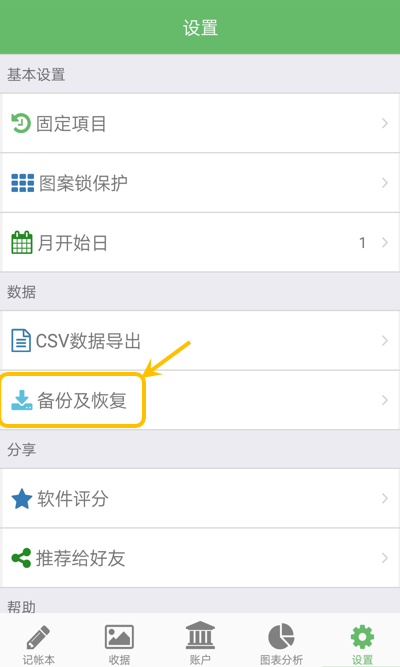 设置
基本设置
固定項目
图案锁保护
月开始日 1
数据
CSV数据导出
备份及恢复
分享
软件评分
推荐给好友
帮助
记帐本 收据 账户 图表分析 设置